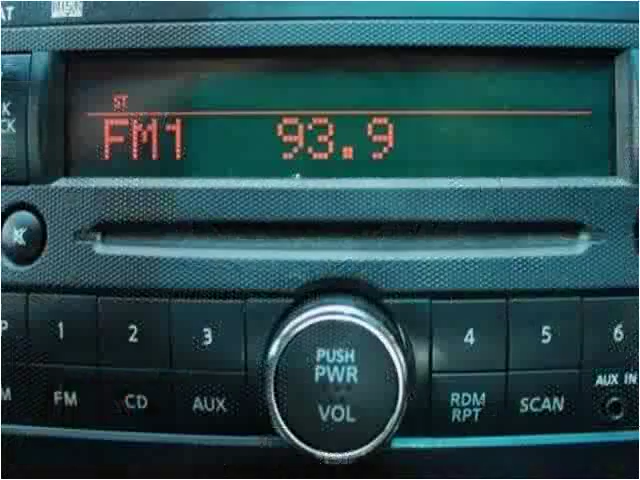 ST
FM1 93.9
1 2 3 4 5 6
PUSH
PWR
VOL
FM CD AUX
RDM
RPT
SCAN
AUX IN